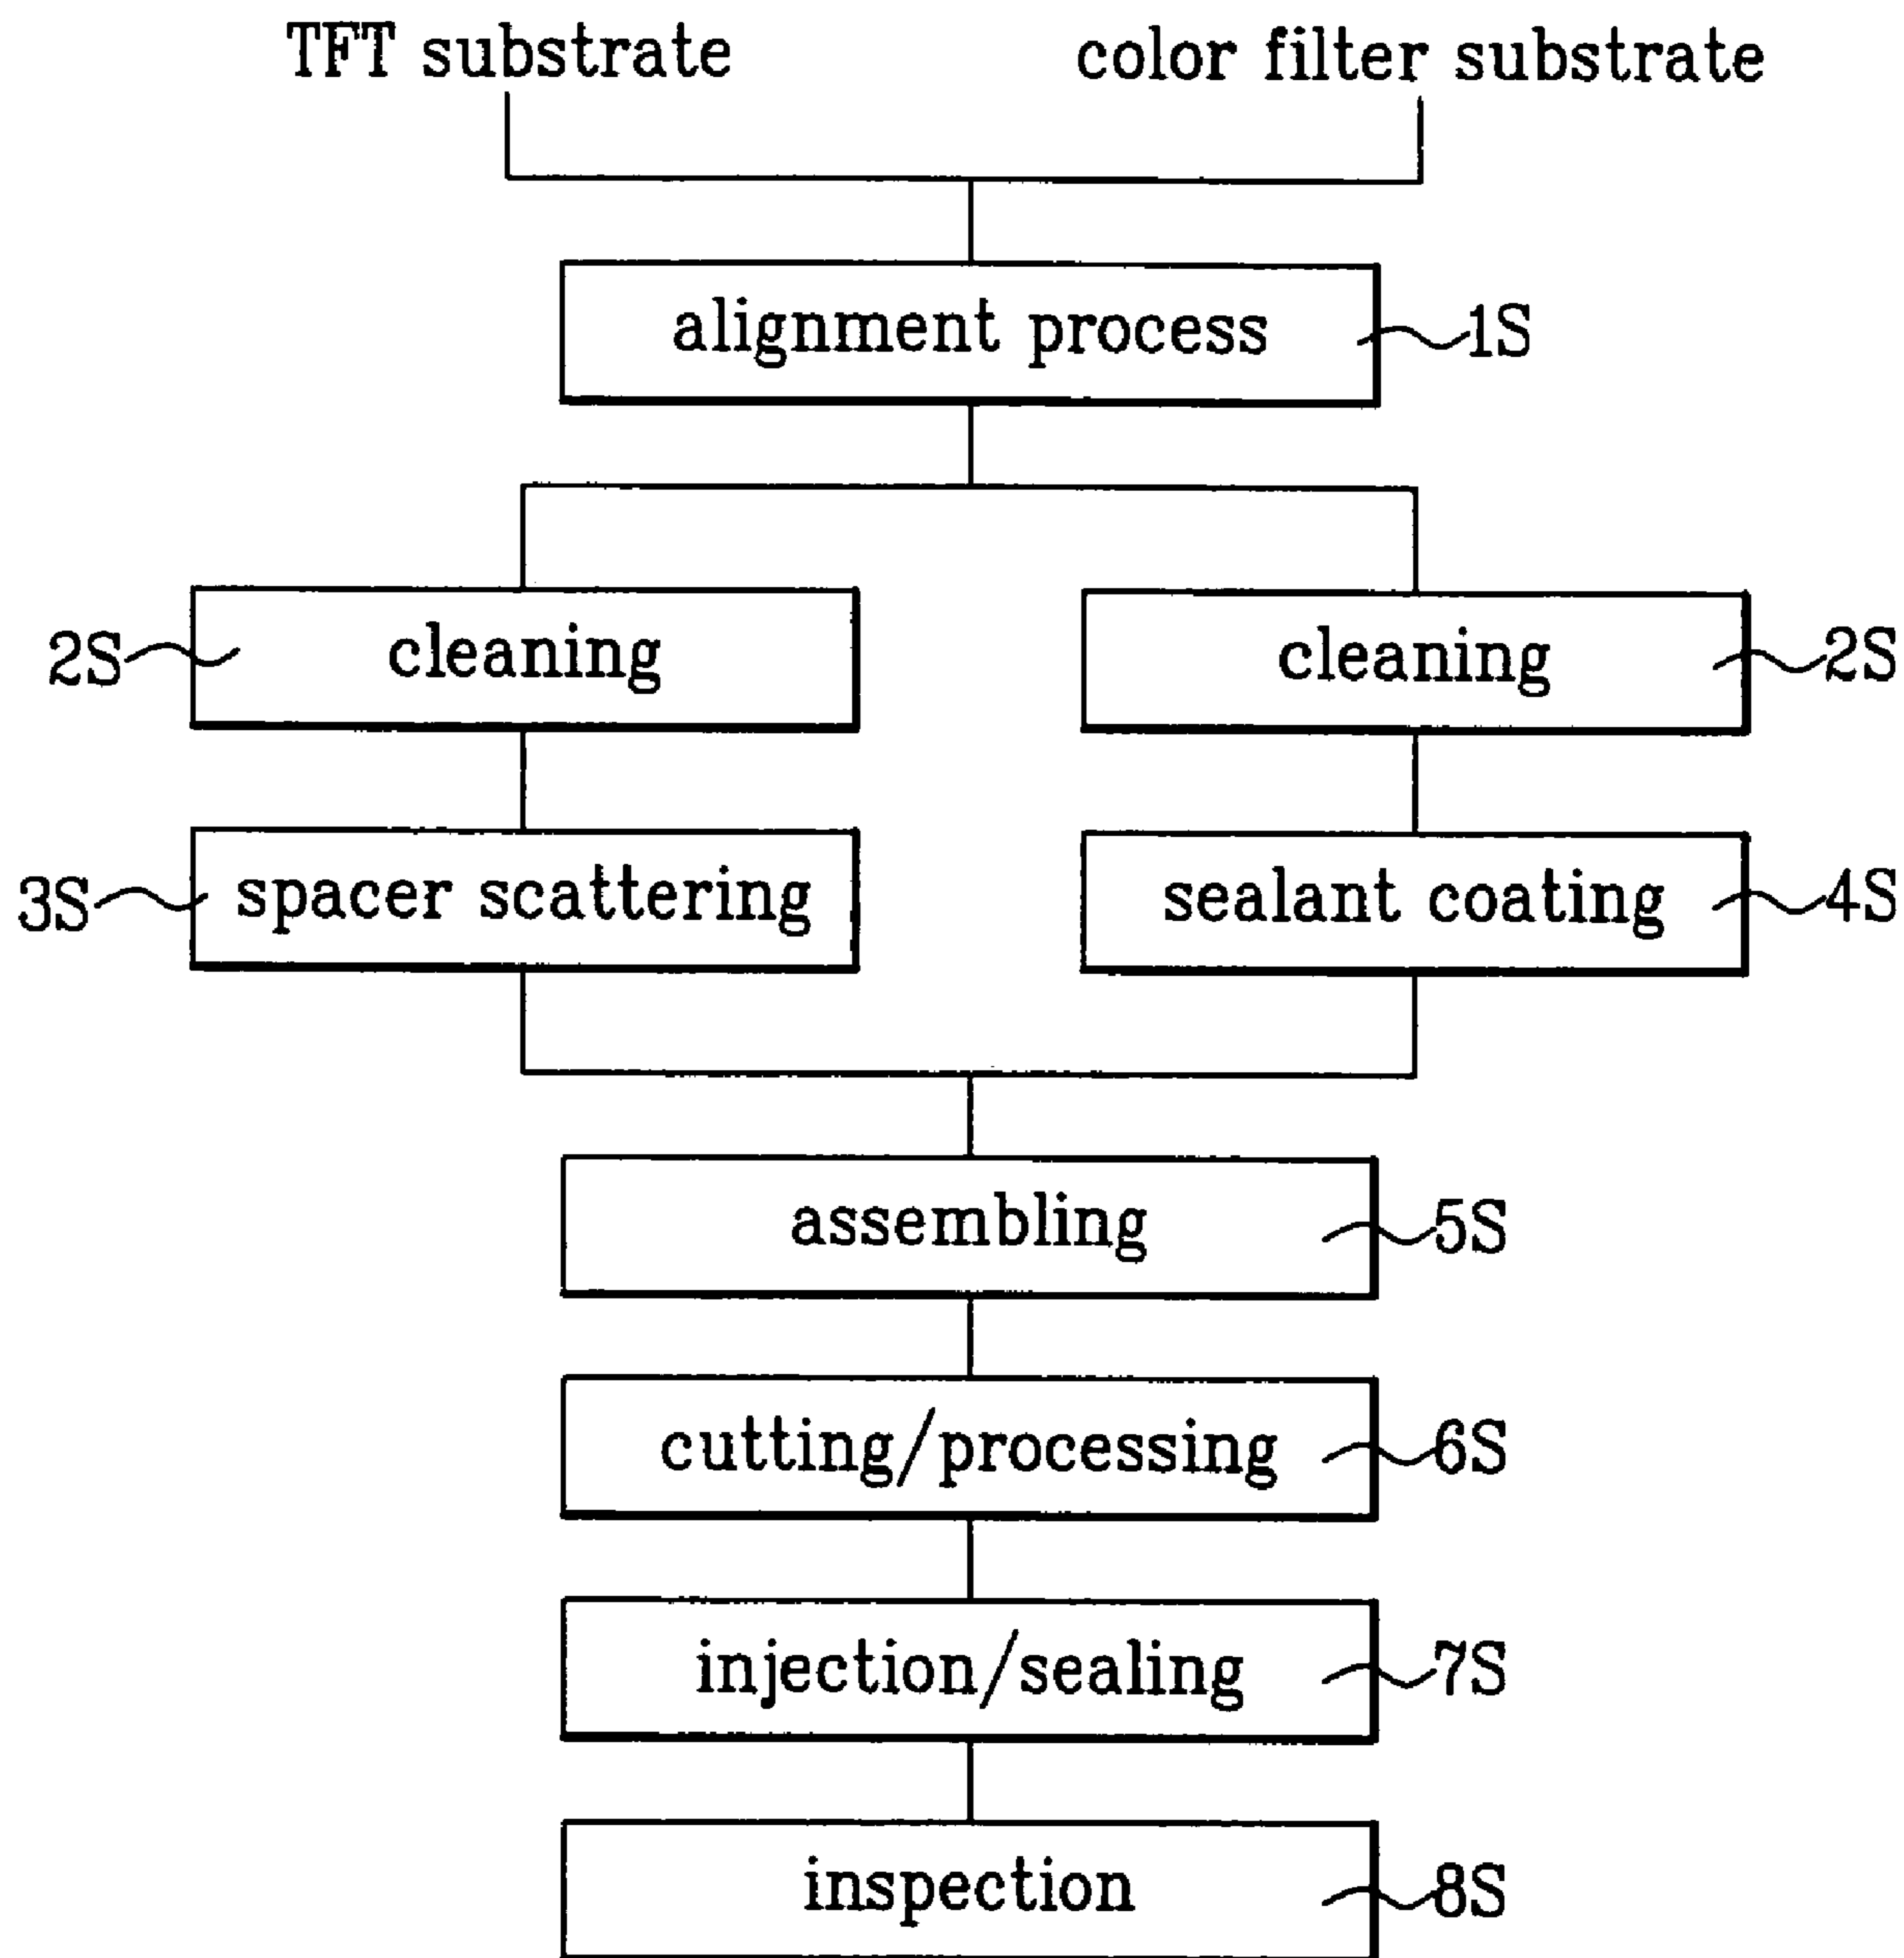 TFT substrate
color filter substrate
alignment process
1S
2S
cleaning
cleaning
2S
3S
spacer scattering
sealant coating
4S
assembling
5S
cutting/processing
6S
injection/sealing
7S
inspection
8S